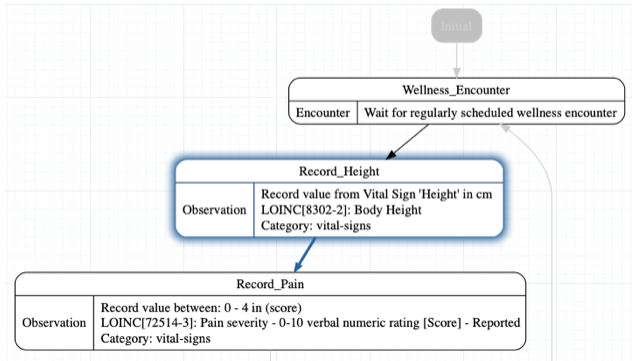 Initial
Wellness_Encounter
Encounter
Wait for regularly scheduled wellness encounter
Record_Height
Observation
Record value from Vital Sign 'Height' in cm
LOINC[8302-2]: Body Height
Category: vital-signs
Record_Pain
Observation
Record value between: 0 - 4 in (score)
LOINC[72514-3]: Pain severity - 0-10 verbal numeric rating [Score] - Reported
Category: vital-signs